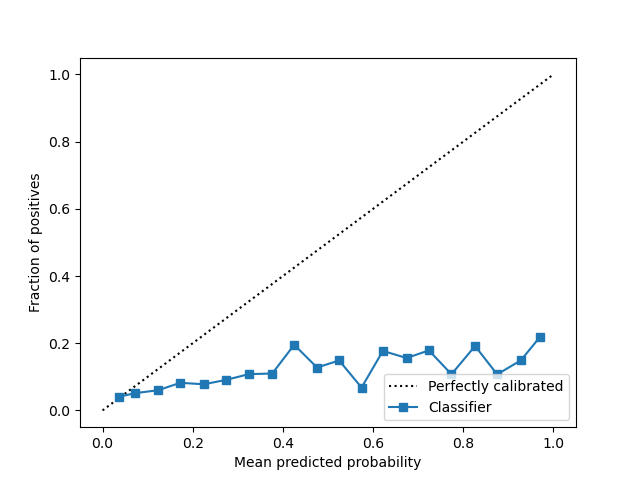 1.0
0.8
0.6
0.4
0.2
0.0
Fraction of positives
0.0 0.2 0.4 0.6 0.8 1.0
Mean predicted probability
Perfectly calibrated
Classifier